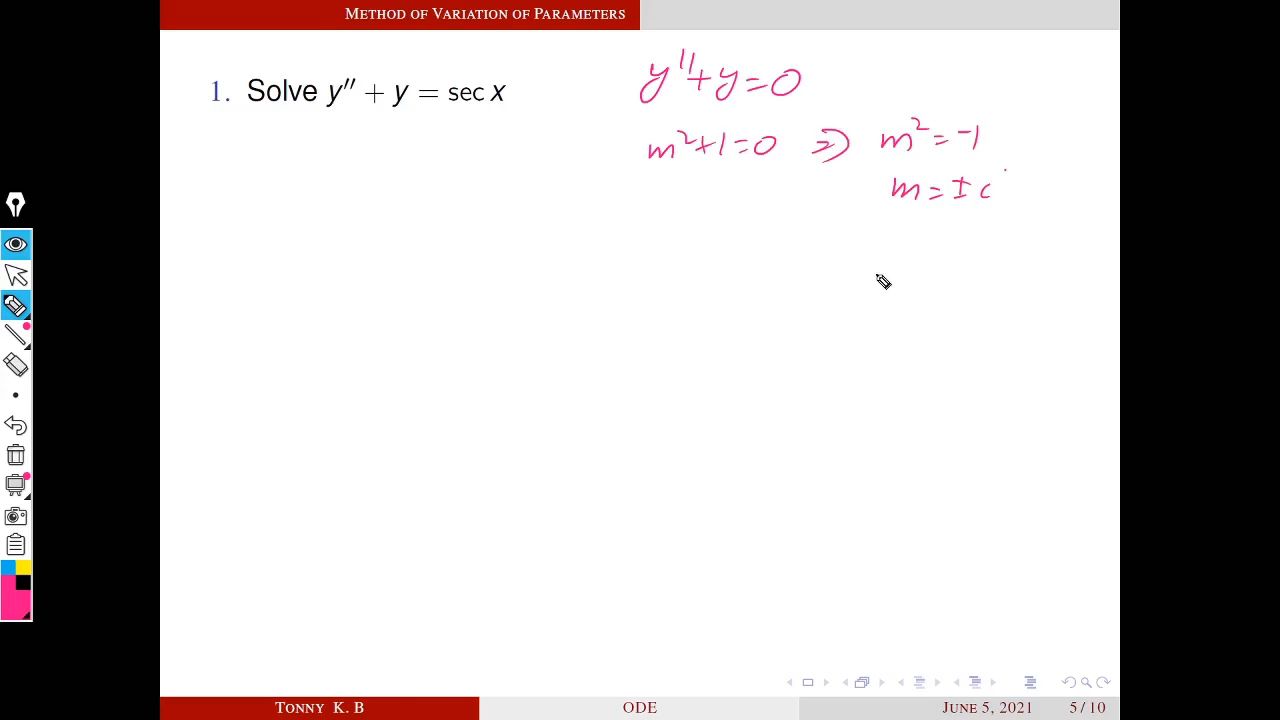 METHOD OF VARIATION OF PARAMETERS
1. Solve y′′ + y = sec x
y'' + y = 0
m² + 1 = 0 ⇒ m² = -1
m = ± i
TONNY K. B ODE JUNE 5, 2021 5 / 10